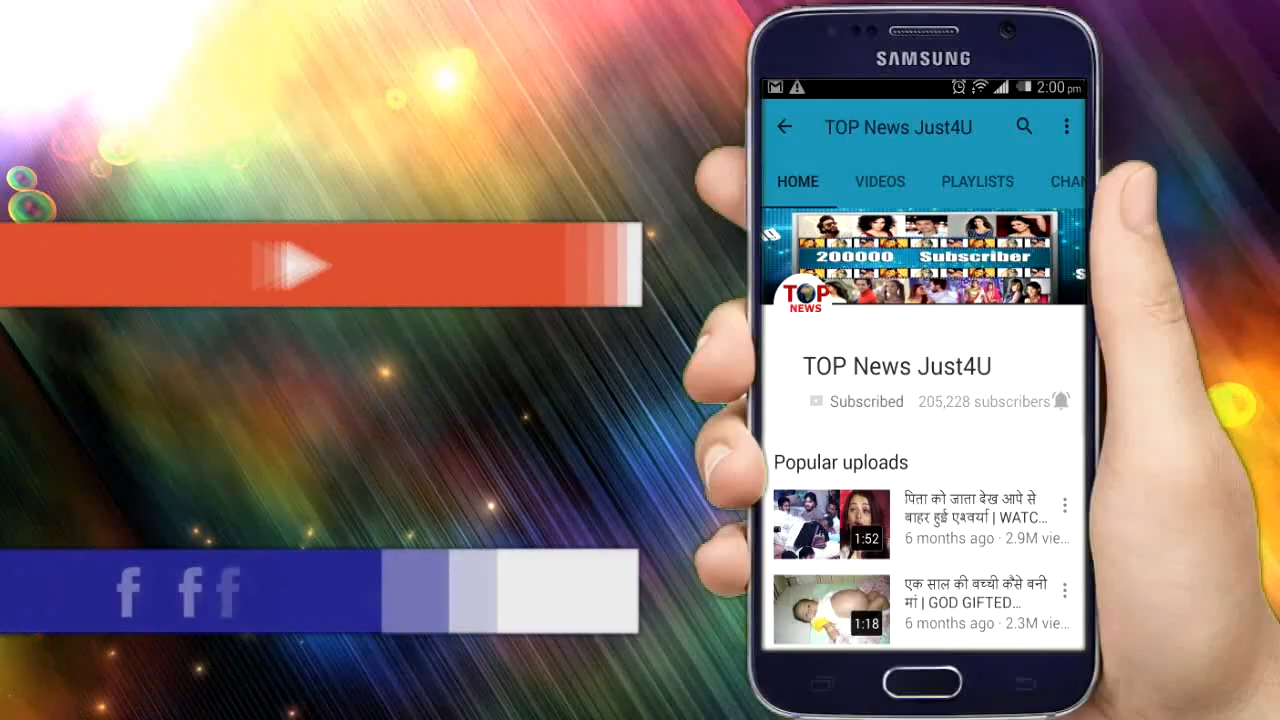 SAMSUNG
2:00 pm
TOP News Just4U
HOME VIDEOS PLAYLISTS CHAN
200000 Subscriber
TOP
NEWS
TOP News Just4U
Subscribed 205,228 subscribers
Popular uploads
पिता को जाता देख आपे से
बाहर हुई एश्वर्या | WATC...
1:52
6 months ago · 2.9M vie...
एक साल की बच्ची कैसे बनी
मां | GOD GIFTED...
1:18
6 months ago · 2.3M vie...
f f f